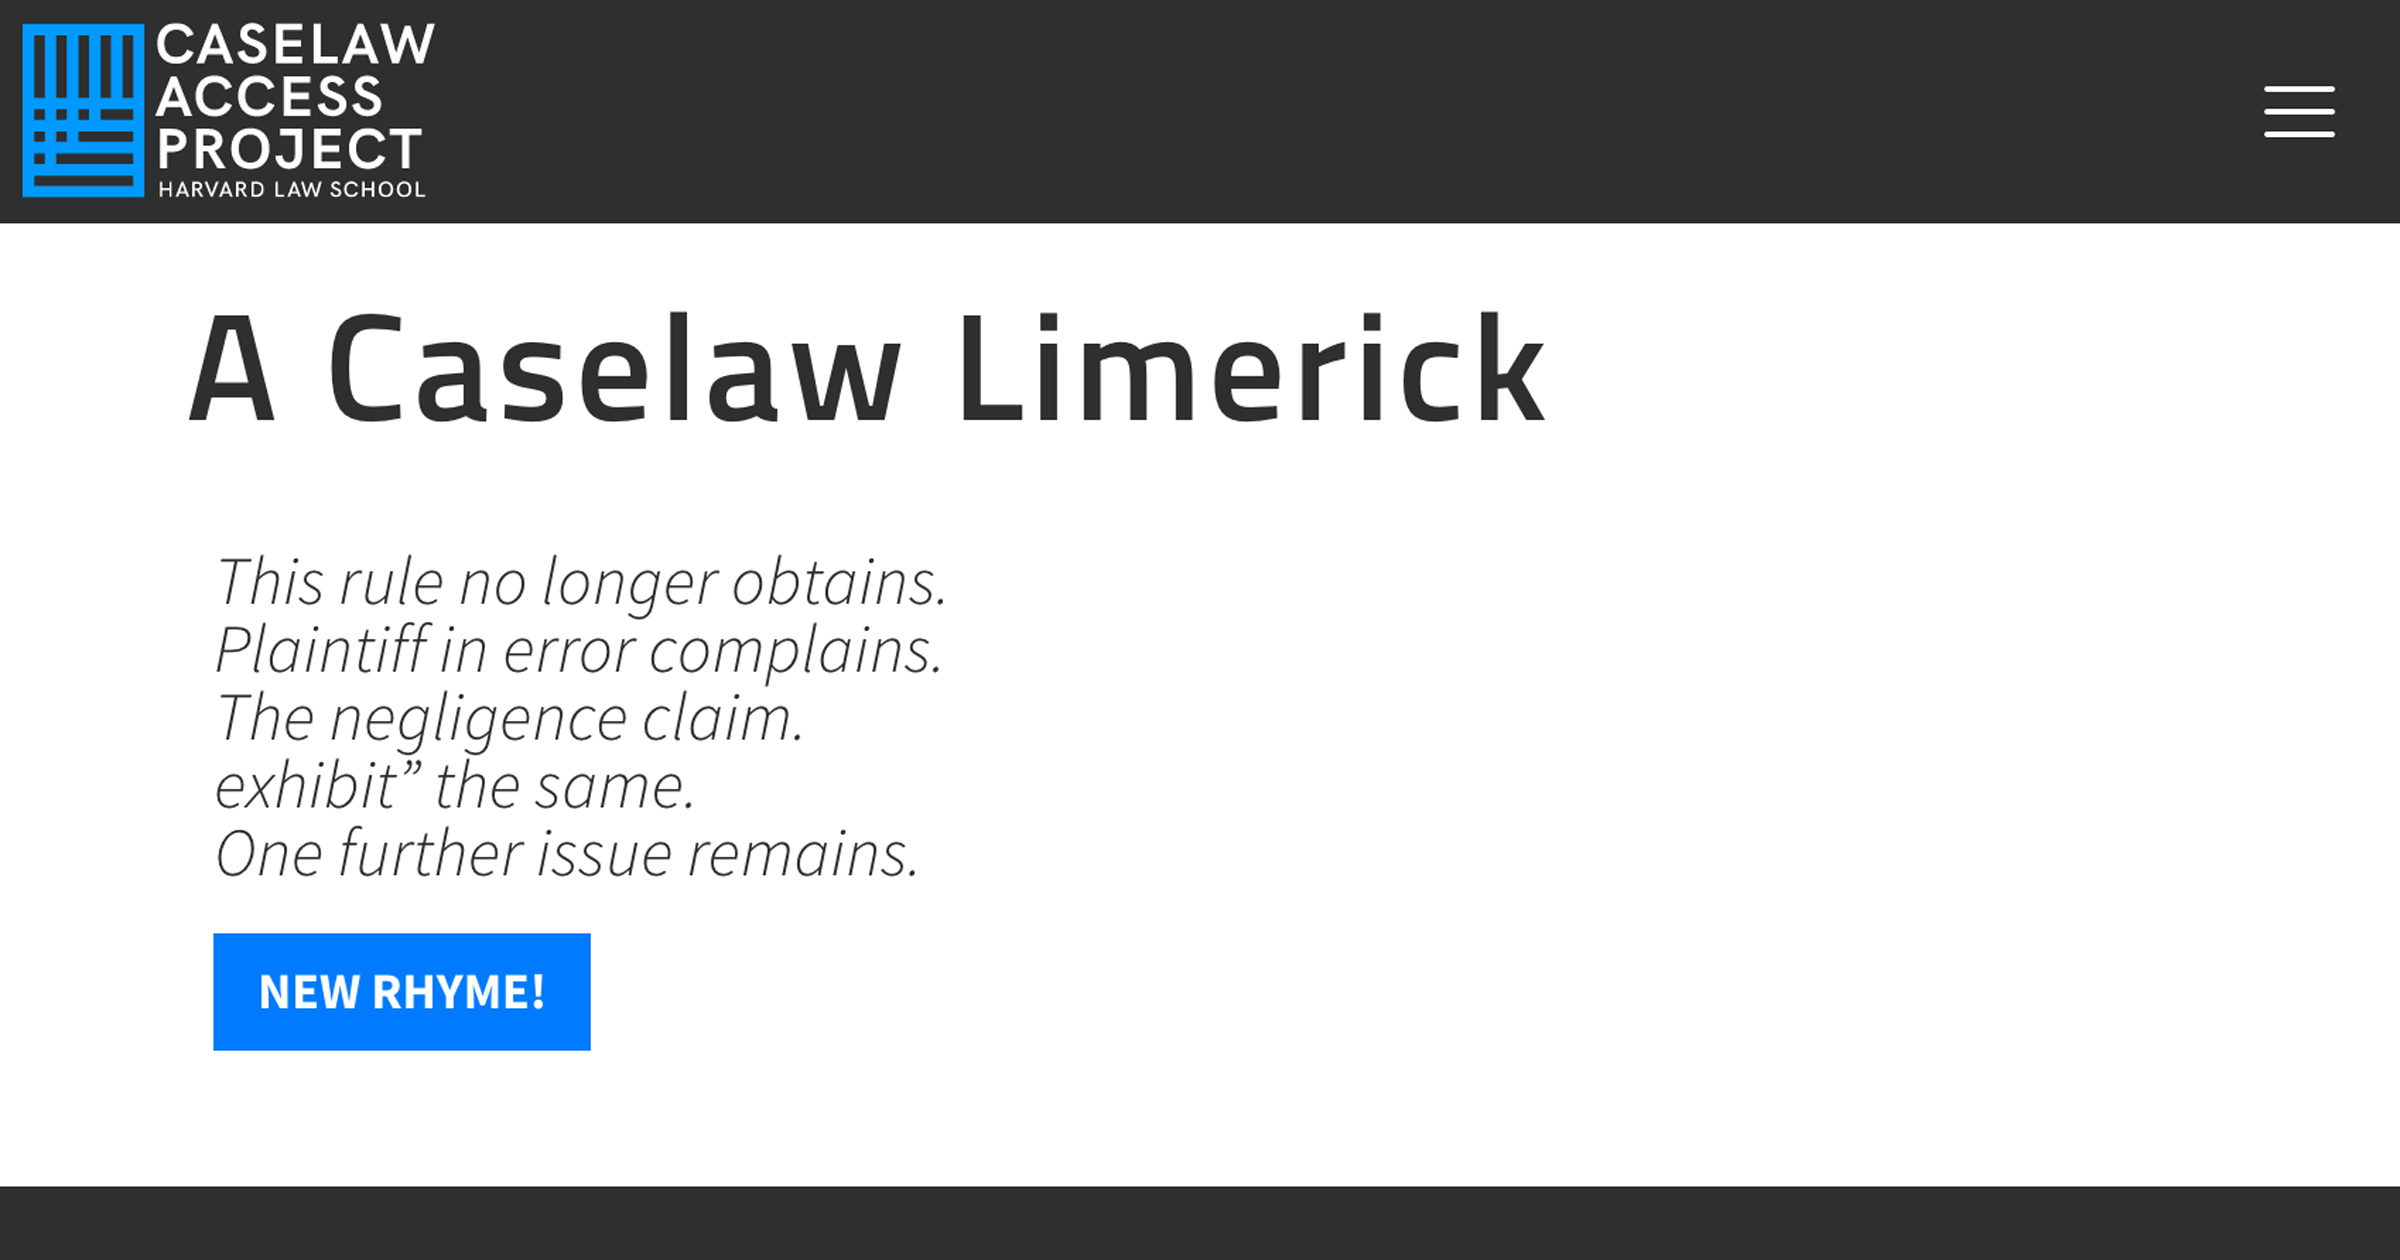 CASELAW
ACCESS
PROJECT
HARVARD LAW SCHOOL
A Caselaw Limerick
This rule no longer obtains.
Plaintiff in error complains.
The negligence claim.
exhibit” the same.
One further issue remains.
NEW RHYME!